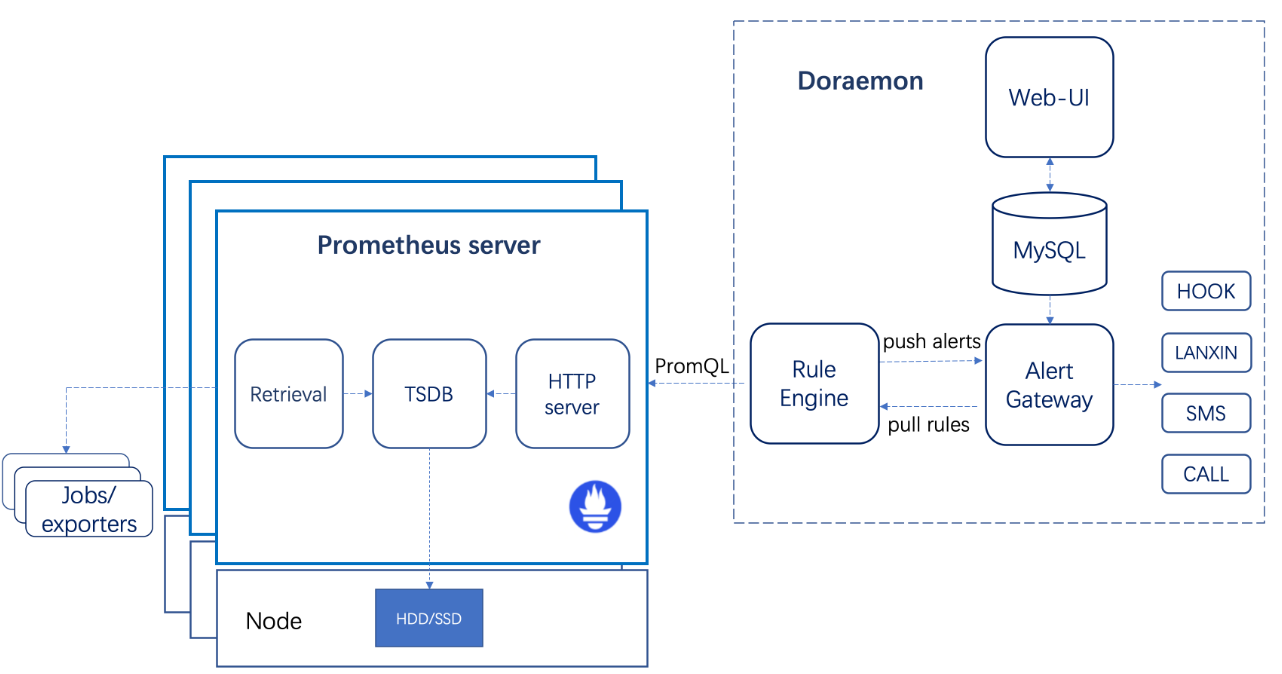 Doraemon
Web-UI
MySQL
Prometheus server
HOOK
LANXIN
SMS
CALL
push alerts
pull rules
Rule
Engine
Alert
Gateway
PromQL
Retrieval
TSDB
HTTP
server
Jobs/
exporters
Node
HDD/SSD